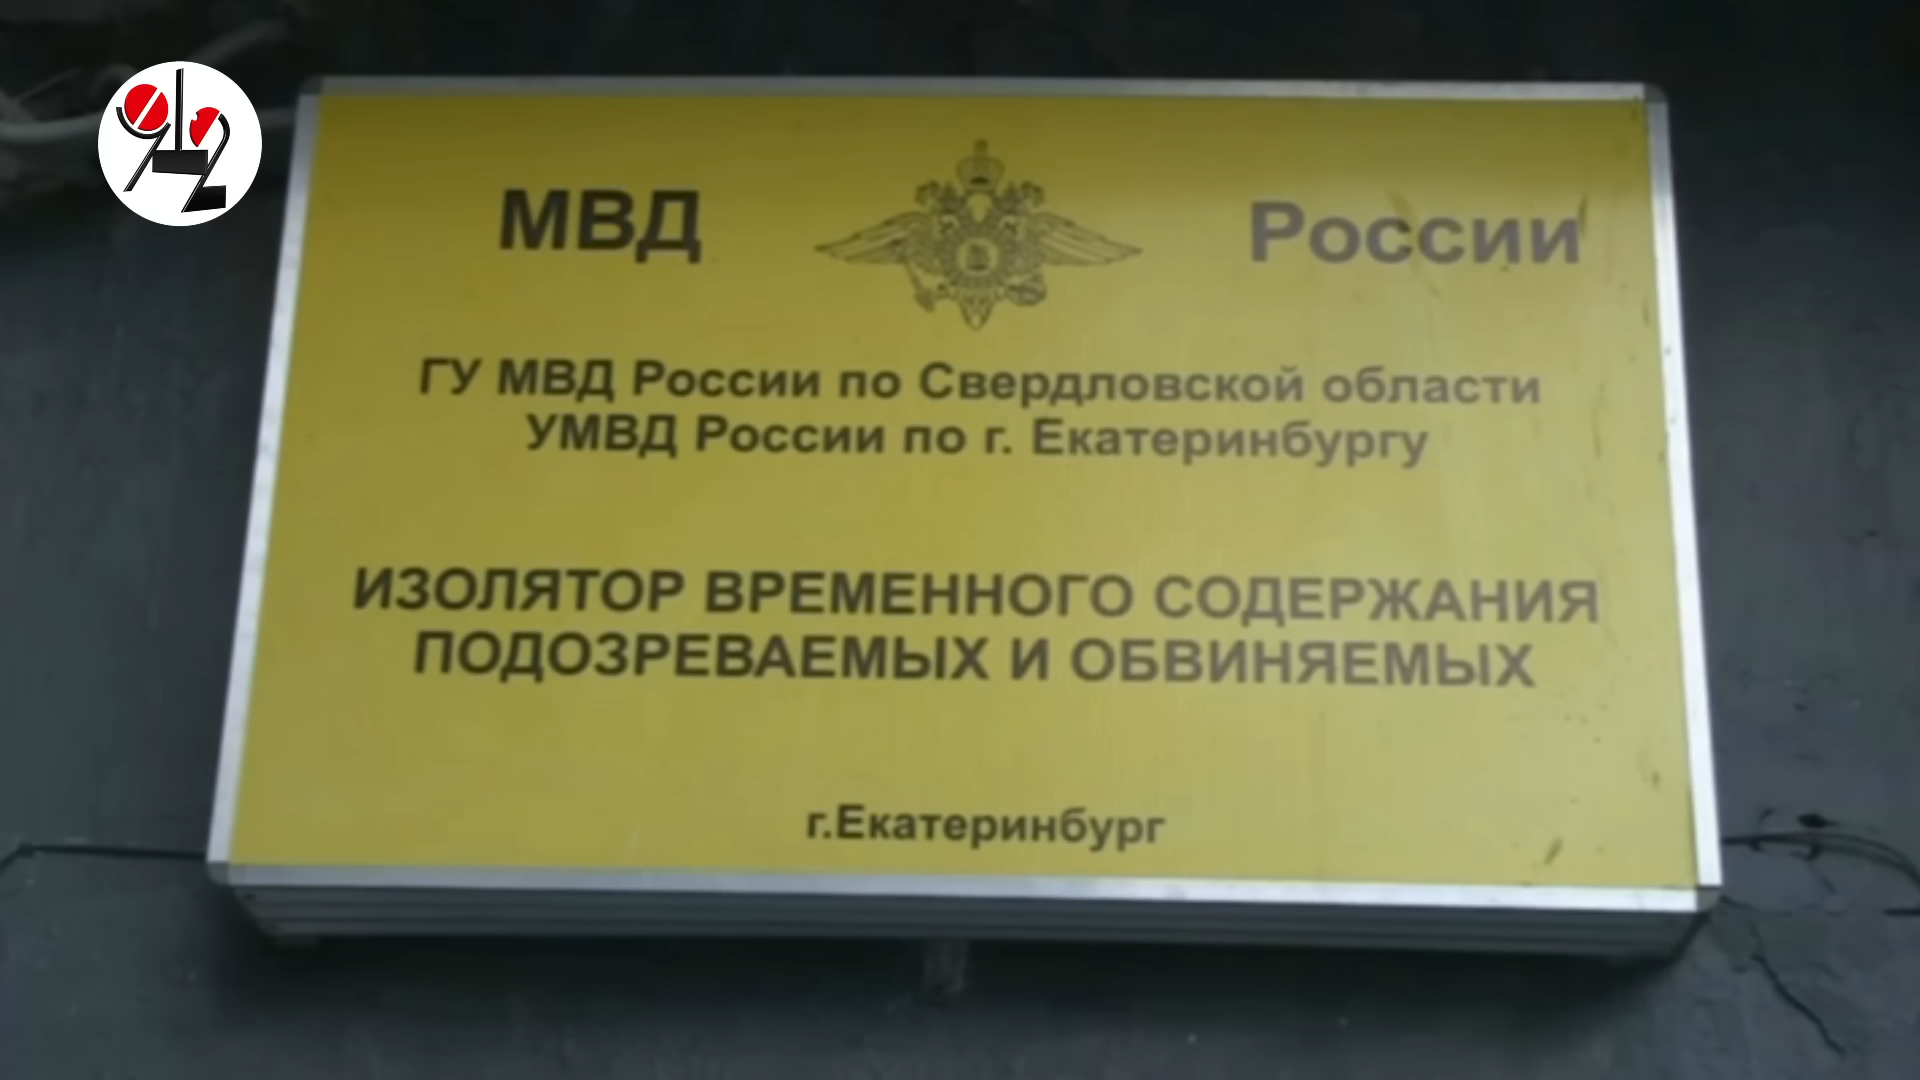 МВД России
ГУ МВД России по Свердловской области
УМВД России по г. Екатеринбургу
ИЗОЛЯТОР ВРЕМЕННОГО СОДЕРЖАНИЯ
ПОДОЗРЕВАЕМЫХ И ОБВИНЯЕМЫХ
г.Екатеринбург